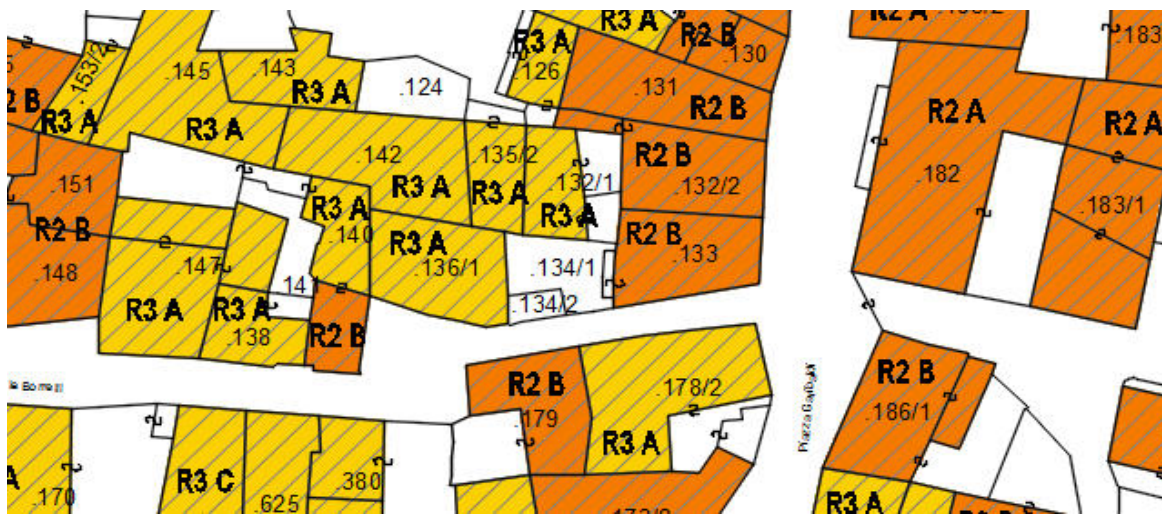 R3 A
R2 B
R2 A
.183
R3 A
.130
.153/2
.145
.143
.126
.124
.131
R3 A
R2 B
R2 A
R2 A
R3 A
R3 A
.142
.135/2
R2 B
.182
.151
.132/1
.132/2
R3 A
R3 A
R3 A
.183/1
R3 A
R2 B
.140
R3 A
R2 B
.133
.148
.147
.136/1
.134/1
141
.134/2
R3 A
R3 A
.138
R2 B
R2 B
.178/2
R2 B
.179
.186/1
R3 A
.170
R3 C
.380
.625
R3 A